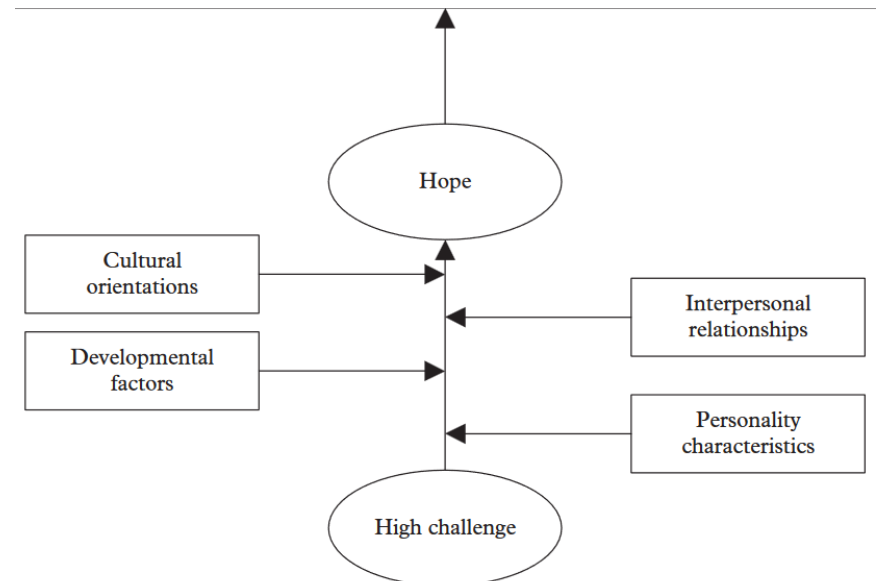 Hope
Cultural
orientations
Interpersonal
relationships
Developmental
factors
Personality
characteristics
High challenge